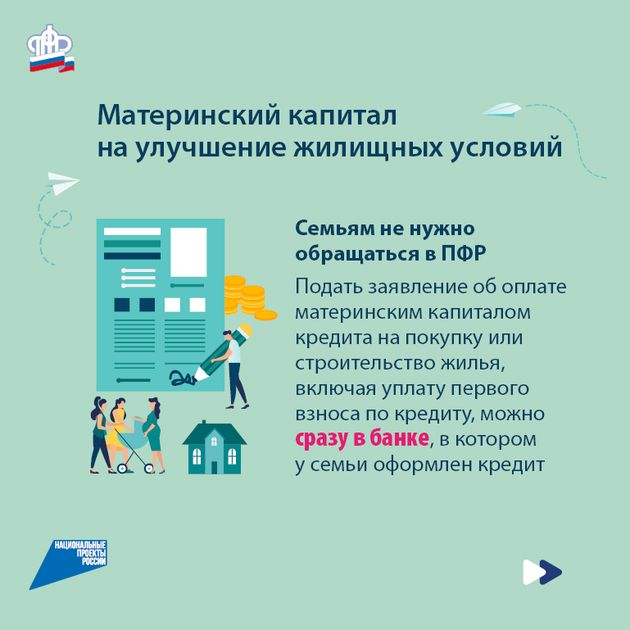 ПФР
Материнский капитал
на улучшение жилищных условий
Семьям не нужно
обращаться в ПФР
Подать заявление об оплате
материнским капиталом
кредита на покупку или
строительство жилья,
включая уплату первого
взноса по кредиту, можно
сразу в банке, в котором
у семьи оформлен кредит
НАЦИОНАЛЬНЫЕ
ПРОЕКТЫ
РОССИИ